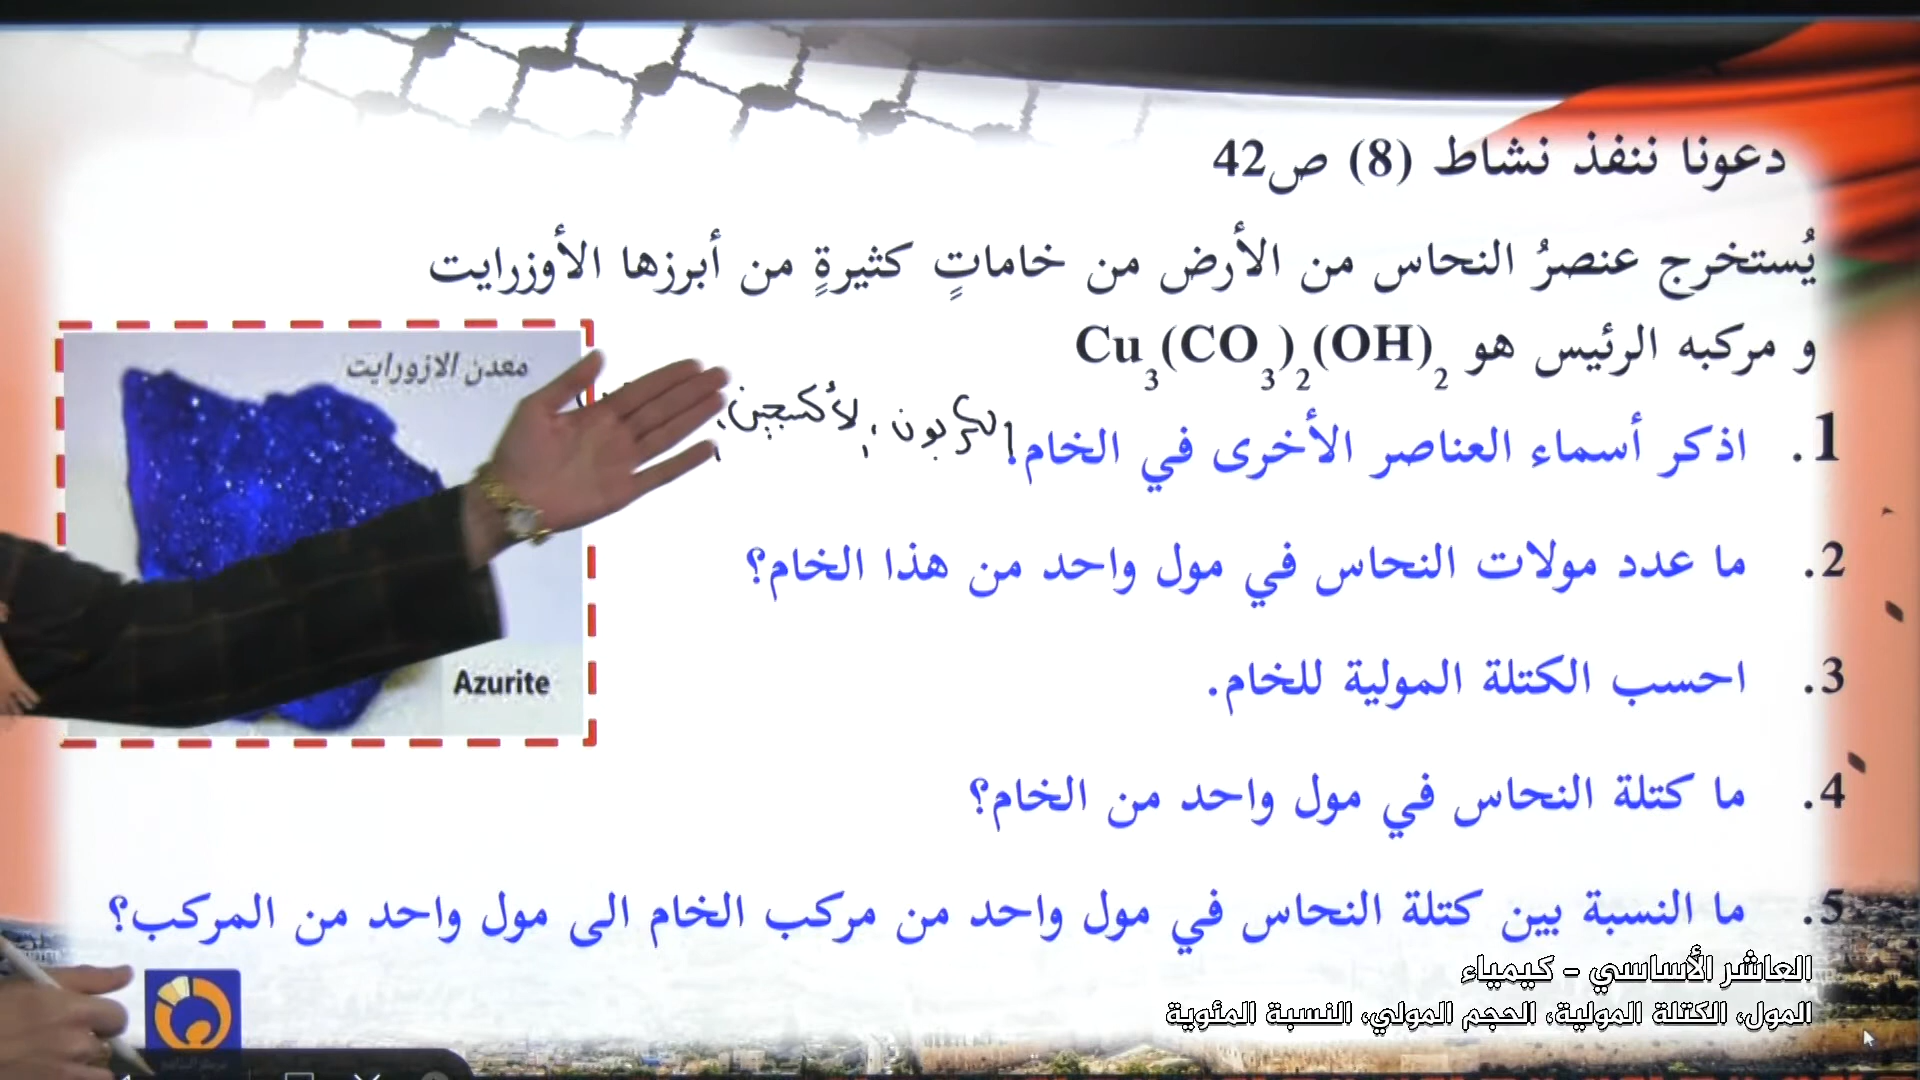 دعونا ننفذ نشاط (8) ص42
يُستخرج عنصرُ النحاس من الأرض من خاماتٍ كثيرةٍ من أبرزها الأوزرايت
و مركبه الرئيس هو Cu3(CO3)2(OH)2
معدن الازورايت
1. اذكر أسماء العناصر الأخرى في الخام! الكربون، الأكسجين،
2. ما عدد مولات النحاس في مول واحد من هذا الخام؟
3. احسب الكتلة المولية للخام.
Azurite
4. ما كتلة النحاس في مول واحد من الخام؟
5. ما النسبة بين كتلة النحاس في مول واحد من مركب الخام الى مول واحد من المركب؟
العاشر الأساسي - كيمياء
المول، الكتلة المولية، الحجم المولي، النسبة المئوية